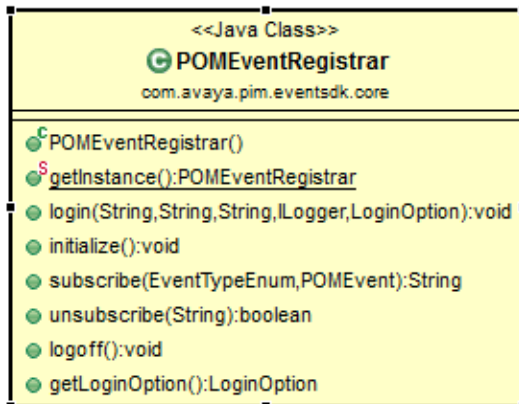 <<Java Class>>
C POMEventRegistrar
com.avaya.pim.eventsdk.core
C POMEventRegistrar()
S getInstance():POMEventRegistrar
login(String,String,String,ILogger,LoginOption):void
initialize():void
subscribe(EventTypeEnum,POMEvent):String
unsubscribe(String):boolean
logoff():void
getLoginOption():LoginOption